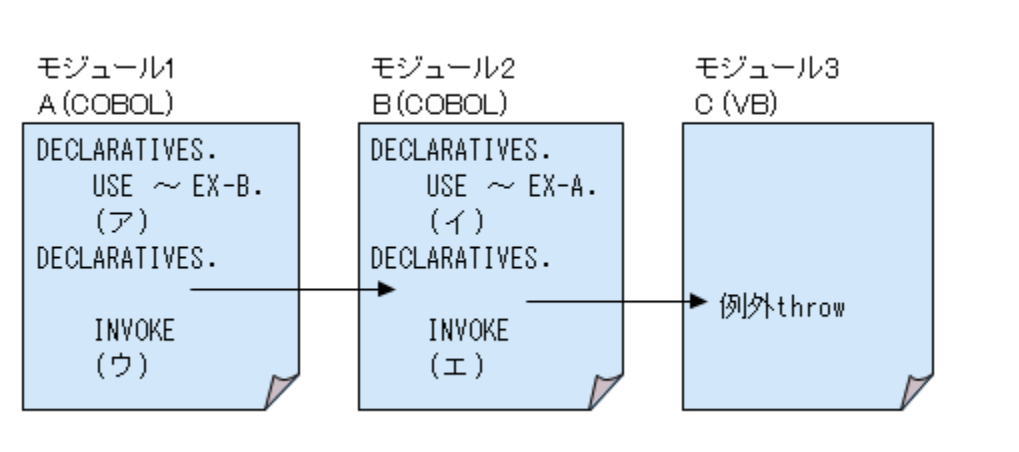 モジュール1
A(COBOL)
DECLARATIVES.
USE ～ EX-B.
(ア)
DECLARATIVES.
INVOKE
(ウ)
モジュール2
B(COBOL)
DECLARATIVES.
USE ～ EX-A.
(イ)
DECLARATIVES.
INVOKE
(エ)
モジュール3
C(VB)
例外throw